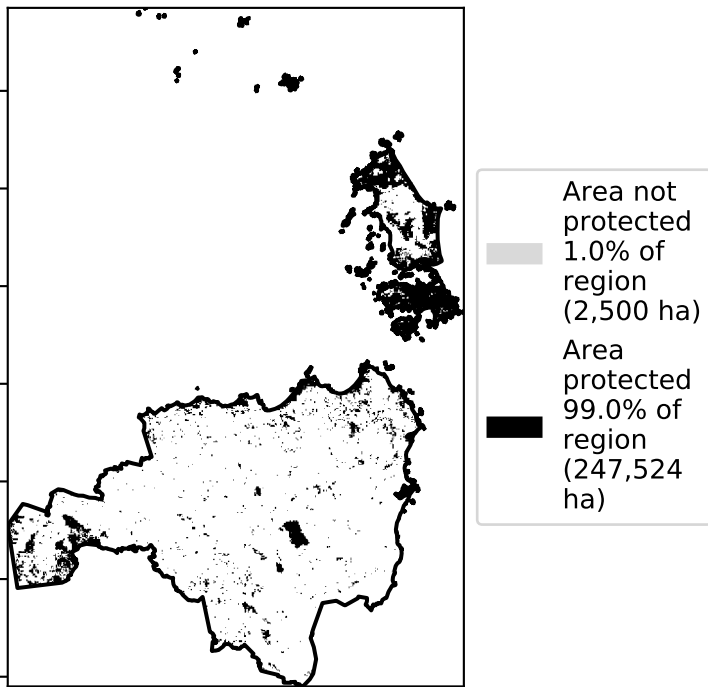 Area not
protected
1.0% of
region
(2,500 ha)
Area
protected
99.0% of
region
(247,524
ha)